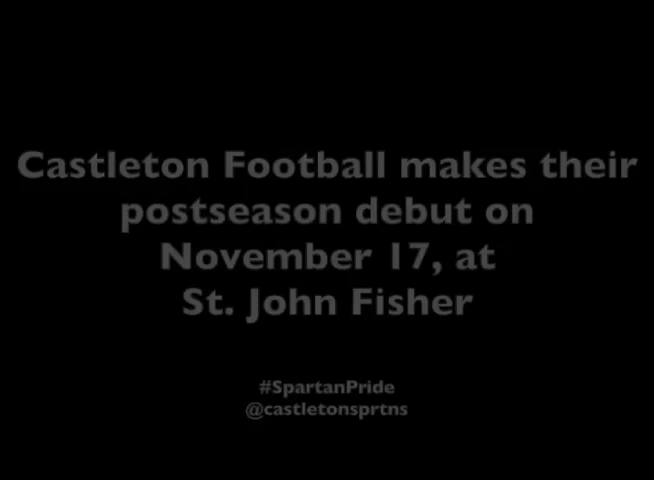 Castleton Football makes their
postseason debut on
November 17, at
St. John Fisher
#SpartanPride
@castletonsprtns